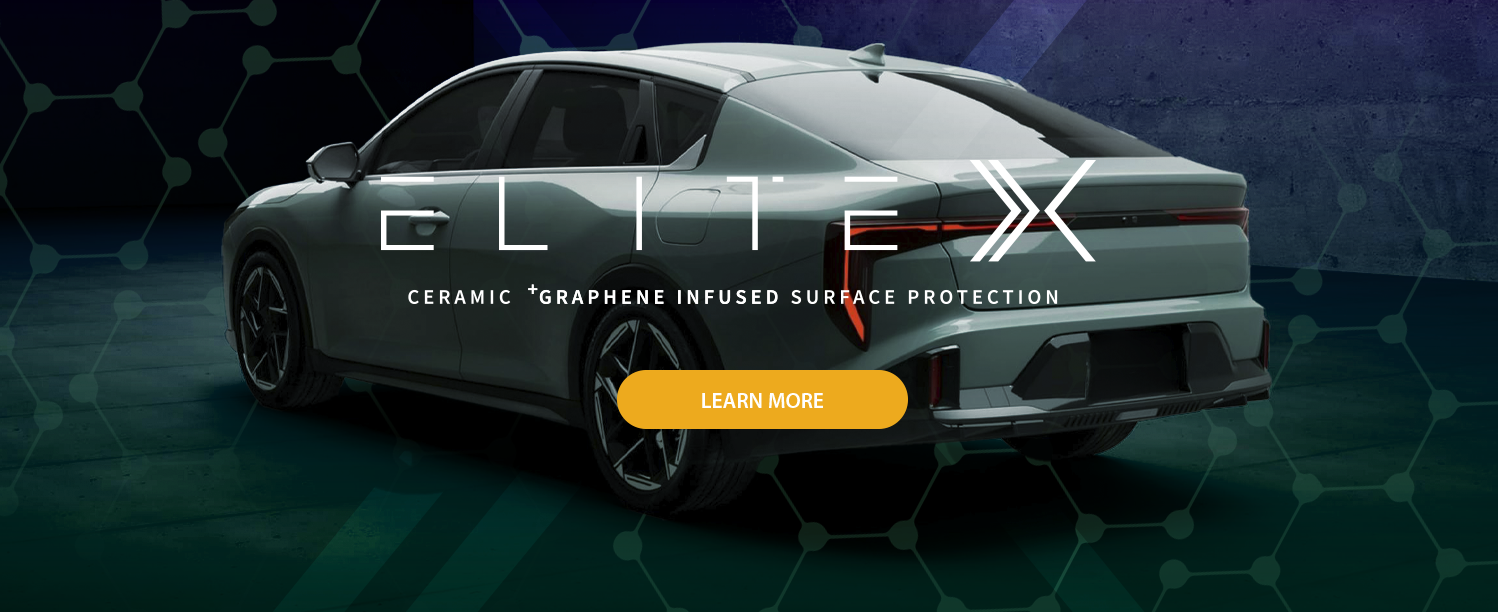 ELITE X
CERAMIC +GRAPHENE INFUSED SURFACE PROTECTION
LEARN MORE